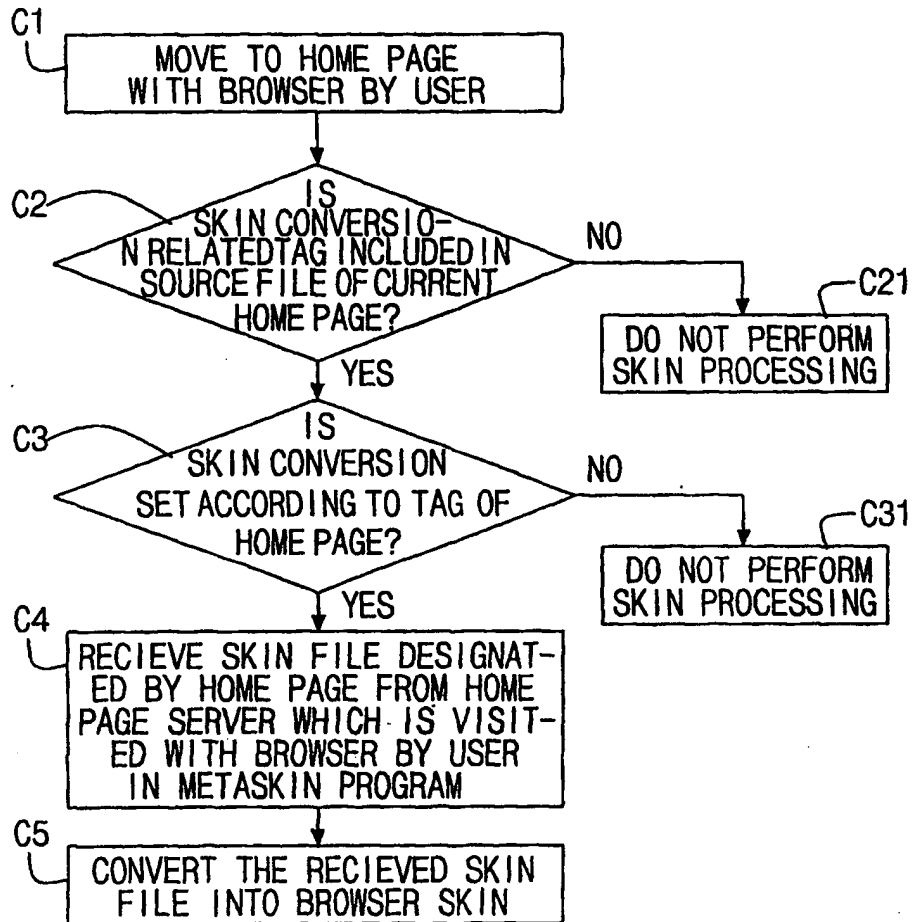 C1
MOVE TO HOME PAGE
WITH BROWSER BY USER
C2
IS
SKIN CONVERSIO-
N RELATED TAG INCLUDED IN
SOURCE FILE OF CURRENT
HOME PAGE?
NO
C21
DO NOT PERFORM
SKIN PROCESSING
YES
C3
IS
SKIN CONVERSION
SET ACCORDING TO TAG OF
HOME PAGE?
NO
C31
DO NOT PERFORM
SKIN PROCESSING
YES
C4
RECIEVE SKIN FILE DESIGNAT-
ED BY HOME PAGE FROM HOME
PAGE SERVER WHICH IS VISIT-
ED WITH BROWSER BY USER
IN METASKIN PROGRAM
C5
CONVERT THE RECIEVED SKIN
FILE INTO BROWSER SKIN